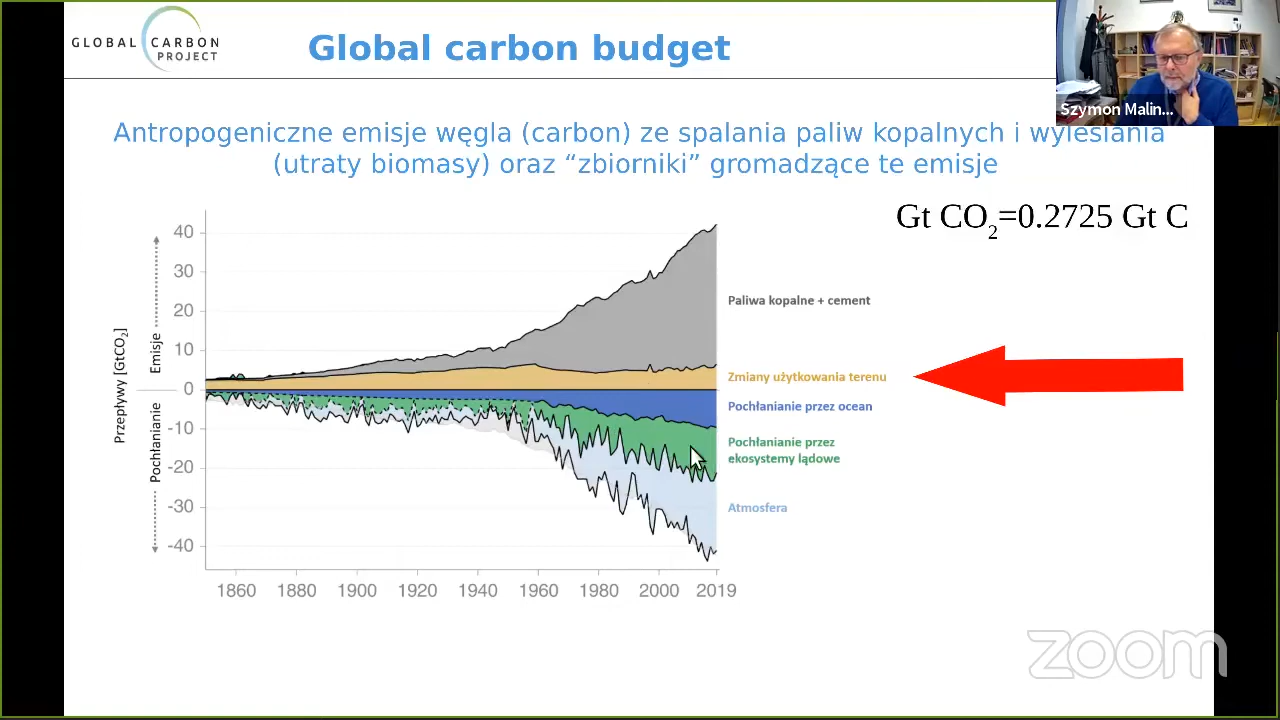 GLOBAL CARBON
PROJECT
Global carbon budget
Szymon Malin...
Antropogeniczne emisje węgla (carbon) ze spalania paliw kopalnych i wylesiania
(utraty biomasy) oraz “zbiorniki” gromadzące te emisje
Gt CO2=0.2725 Gt C
Przepływy [GtCO2]
Emisje
Pochłanianie
40
30
20
10
0
-10
-20
-30
-40
1860 1880 1900 1920 1940 1960 1980 2000 2019
Paliwa kopalne + cement
Zmiany użytkowania terenu
Pochłanianie przez ocean
Pochłanianie przez
ekosystemy lądowe
Atmosfera
zoom